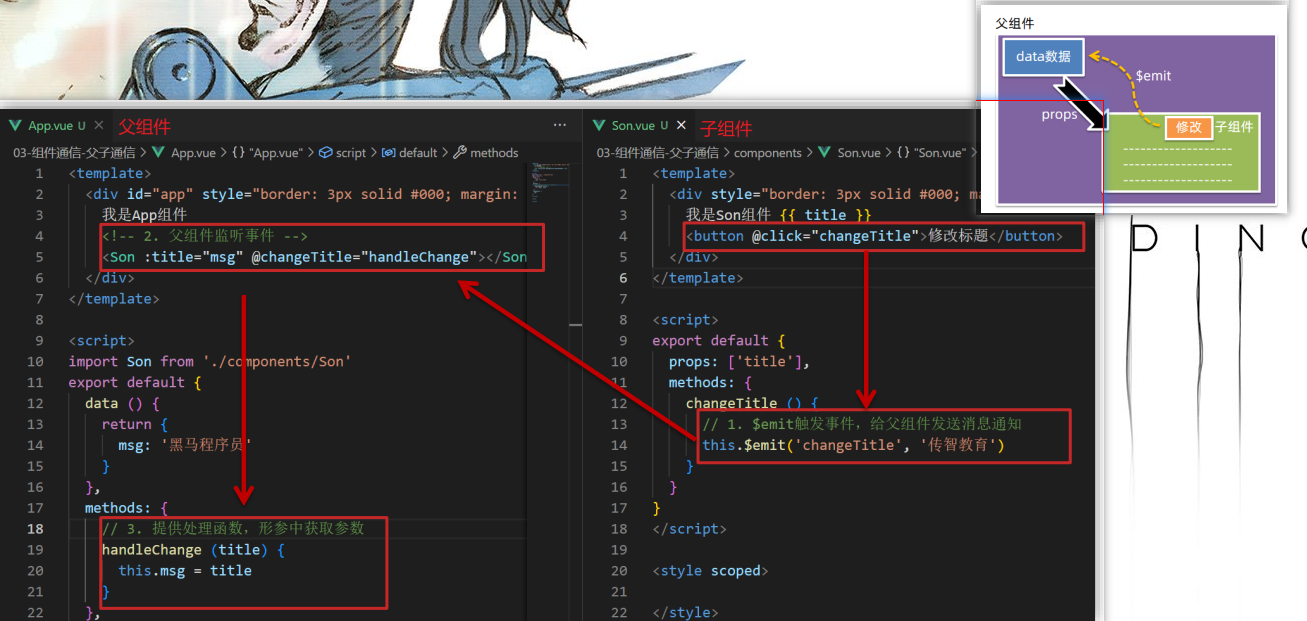 父组件
data数据
$emit
props
修改 子组件
App.vue U × 父组件 ···
03-组件通信-父子通信 > App.vue > {} "App.vue" > script > default > methods
1 <template>
2 <div id="app" style="border: 3px solid #000; margin:
3 我是App组件
4 <!-- 2. 父组件监听事件 -->
5 <Son :title="msg" @changeTitle="handleChange"></Son
6 </div>
7 </template>
8
9 <script>
10 import Son from './components/Son'
11 export default {
12 data () {
13 return {
14 msg: '黑马程序员'
15 }
16 },
17 methods: {
18 // 3. 提供处理函数，形参中获取参数
19 handleChange (title) {
20 this.msg = title
21 }
22 },
Son.vue U × 子组件
03-组件通信-父子通信 > components > Son.vue > {} "Son.vue" >
1 <template>
2 <div style="border: 3px solid #000; ma
3 我是Son组件 {{ title }}
4 <button @click="changeTitle">修改标题</button>
5 </div>
6 </template>
7
8 <script>
9 export default {
10 props: ['title'],
11 methods: {
12 changeTitle () {
13 // 1. $emit触发事件，给父组件发送消息通知
14 this.$emit('changeTitle', '传智教育')
15 }
16 }
17 }
18 </script>
19
20 <style scoped>
21
22 </style>
DIN